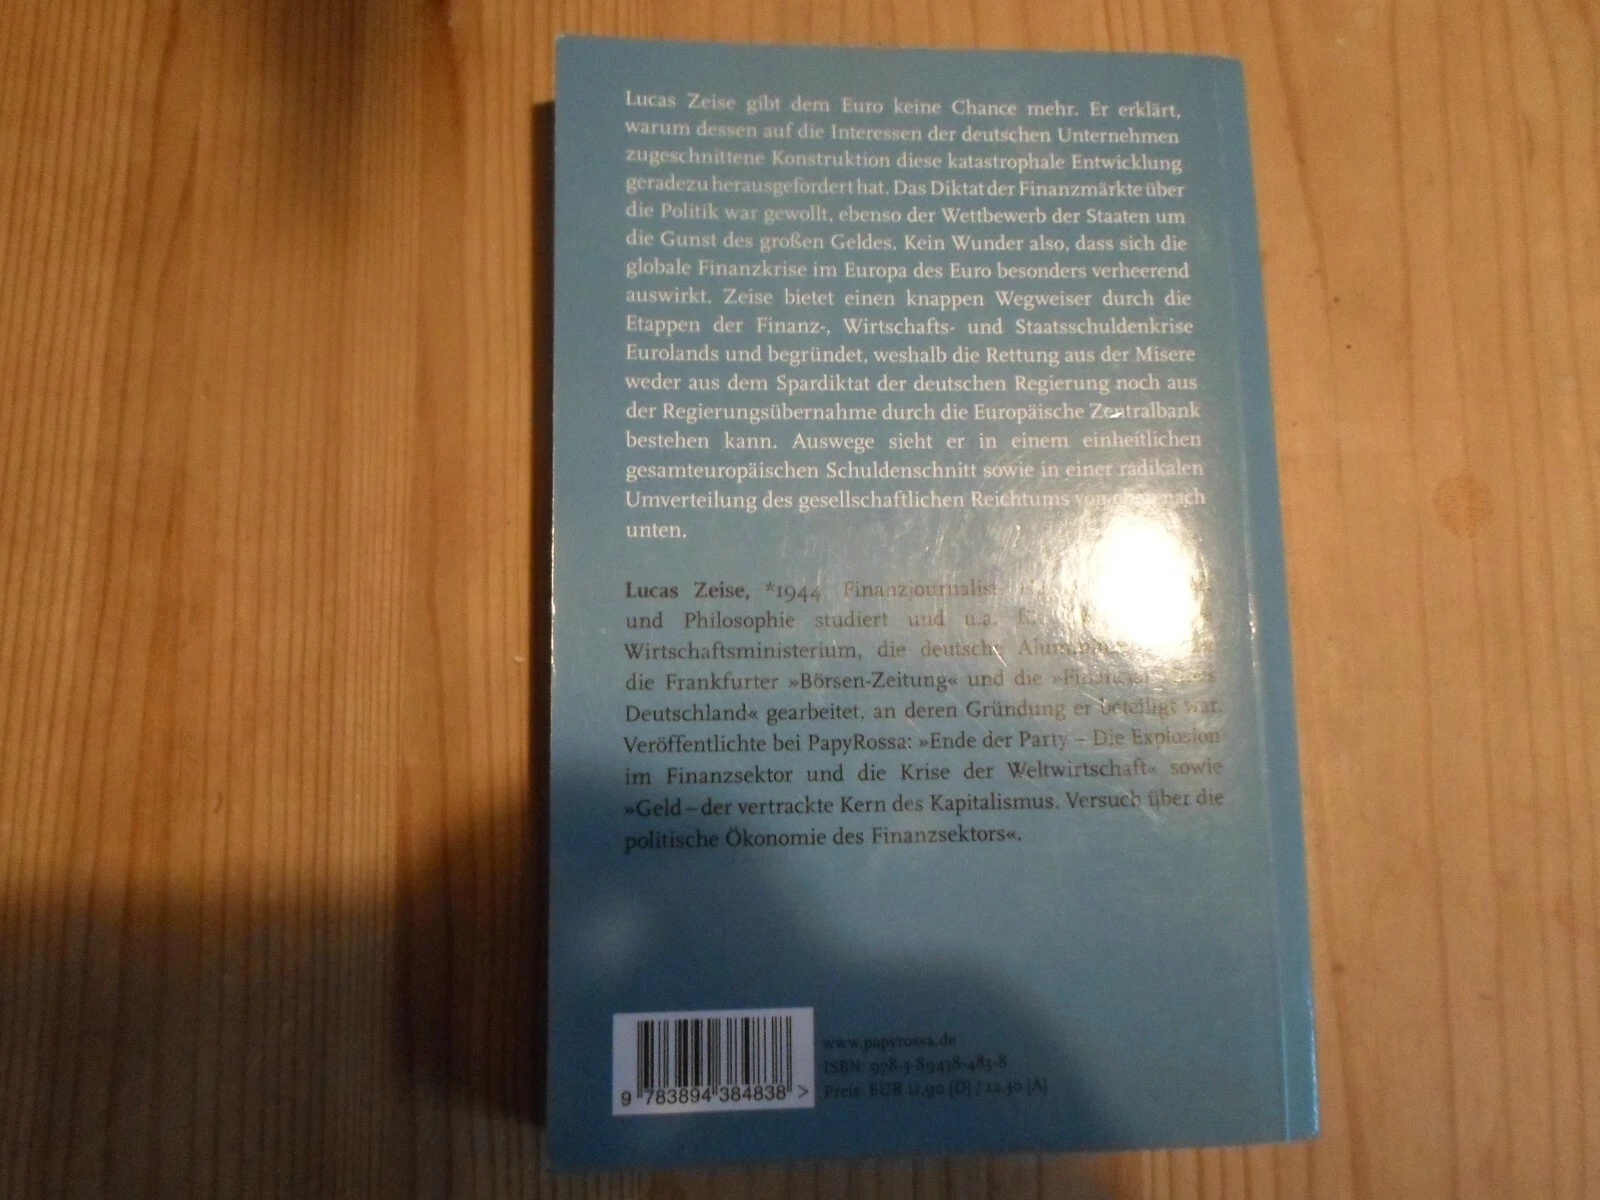 Lucas Zeise gibt dem Euro keine Chance mehr. Er erklärt,
warum dessen auf die Interessen der deutschen Unternehmen
zugeschnittene Konstruktion diese katastrophale Entwicklung
geradezu herausgefordert hat. Das Diktat der Finanzmärkte über
die Politik war gewollt, ebenso der Wettbewerb der Staaten um
die Gunst des großen Geldes. Kein Wunder also, dass sich die
globale Finanzkrise im Europa des Euro besonders verheerend
auswirkt. Zeise bietet einen knappen Wegweiser durch die
Etappen der Finanz-, Wirtschafts- und Staatsschuldenkrise
Eurolands und begründet, weshalb die Rettung aus der Misere
weder aus dem Spardiktat der deutschen Regierung noch aus
der Regierungsübernahme durch die Europäische Zentralbank
bestehen kann. Auswege sieht er in einem einheitlichen
gesamteuropäischen Schuldenschnitt sowie in einer radikalen
Umverteilung des gesellschaftlichen Reichtums von oben nach
unten.
Lucas Zeise, *1944, Finanzjournalist,
und Philosophie studiert und u.a.
Wirtschaftsministerium, die deutsche
die Frankfurter »Börsen-Zeitung« und die »Financial Times
Deutschland« gearbeitet, an deren Gründung er beteiligt war.
Veröffentlichte bei PapyRossa: »Ende der Party – Die Explosion
im Finanzsektor und die Krise der Weltwirtschaft« sowie
»Geld – der vertrackte Kern des Kapitalismus. Versuch über die
politische Ökonomie des Finanzsektors«.
www.papyrossa.de
ISBN: 978-3-89438-483-8
Preis: EUR 11,90 [D] / 12,30 [A]
9 783894 384838 >